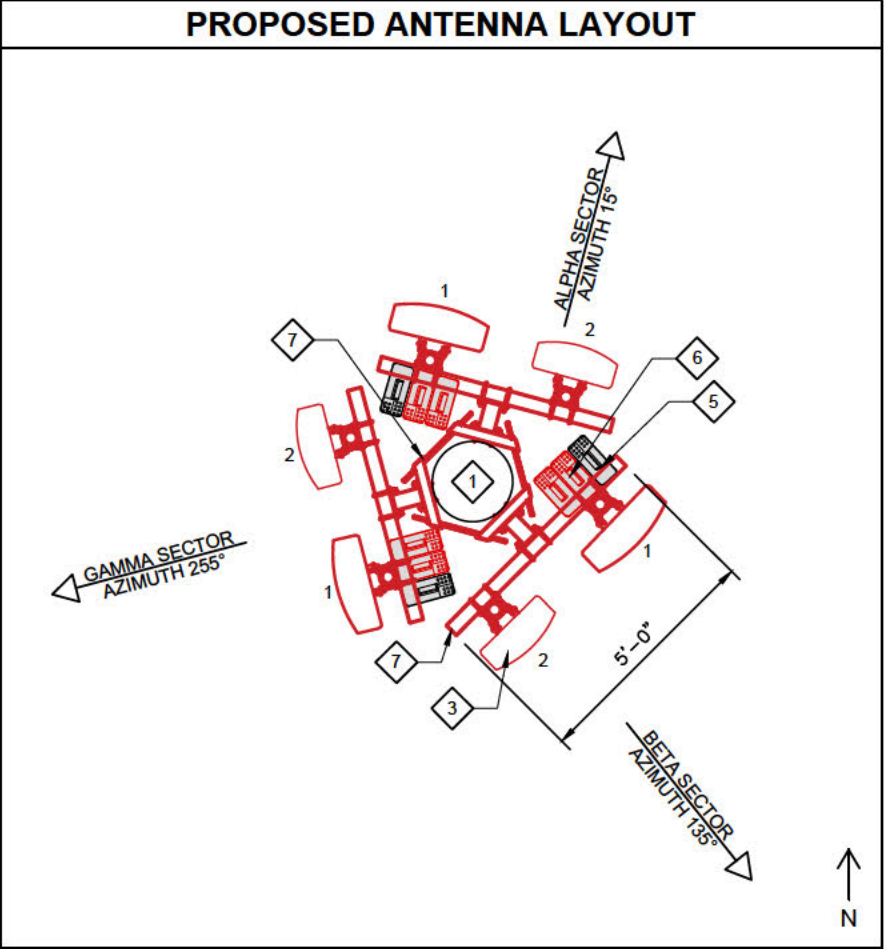 PROPOSED ANTENNA LAYOUT
ALPHA SECTOR
AZIMUTH 15°
1
2
7
6
5
1
2
1
GAMMA SECTOR
AZIMUTH 255°
1
7
2
3
5'-0"
BETA SECTOR
AZIMUTH 135°
N